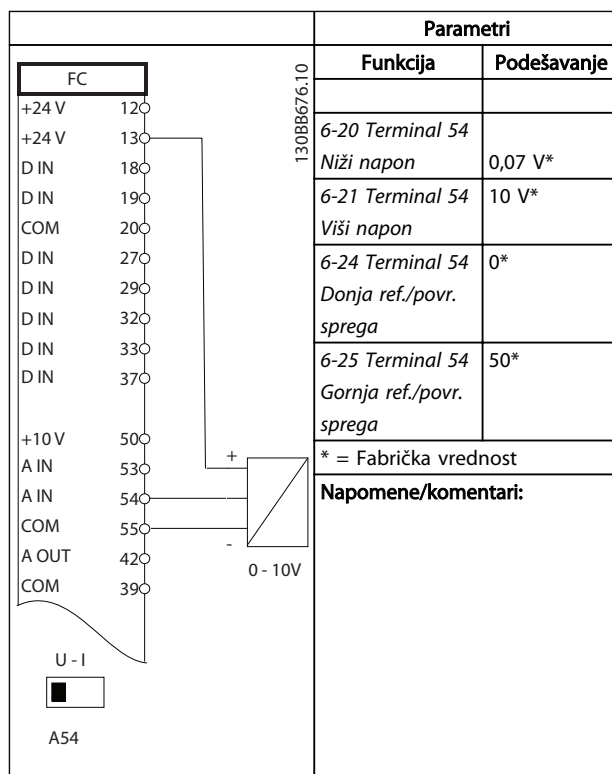 FC
+24 V 12
+24 V 13
D IN 18
D IN 19
COM 20
D IN 27
D IN 29
D IN 32
D IN 33
D IN 37
+10 V 50
A IN 53
A IN 54
COM 55
A OUT 42
COM 39
+
-
0 - 10V
U - I
A54
130BB676.10
Parametri
Funkcija Podešavanje
6-20 Terminal 54
Niži napon 0,07 V*
6-21 Terminal 54 10 V*
Viši napon
6-24 Terminal 54 0*
Donja ref./povr.
sprega
6-25 Terminal 54 50*
Gornja ref./povr.
sprega
* = Fabrička vrednost
Napomene/komentari: